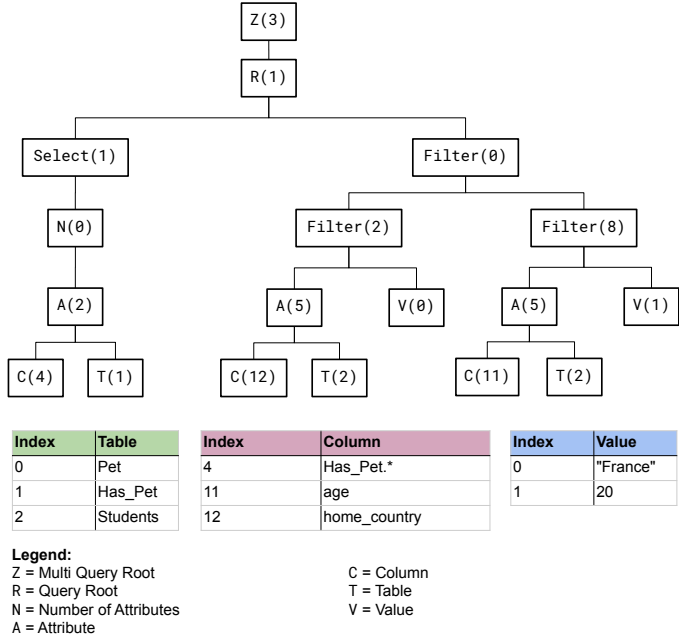 Z(3)
R(1)
Select(1) Filter(0)
N(0) Filter(2) Filter(8)
A(2) A(5) V(0) A(5) V(1)
C(4) T(1) C(12) T(2) C(11) T(2)
Index Table Index Column Index Value
0 Pet 4 Has_Pet.* 0 "France"
1 Has_Pet 11 age 1 20
2 Students 12 home_country
Legend:
Z = Multi Query Root C = Column
R = Query Root T = Table
N = Number of Attributes V = Value
A = Attribute